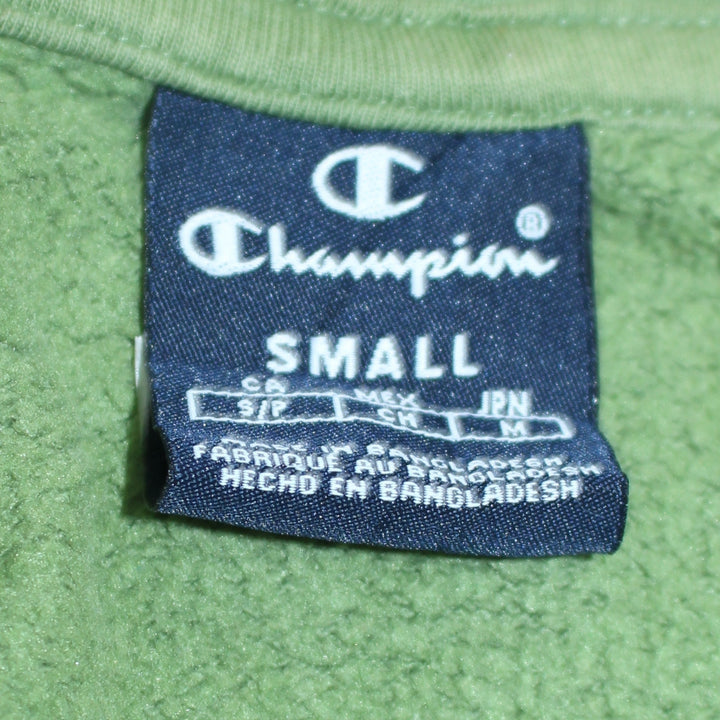 C
Champion®
SMALL
CA MEX JPN
S/P CH M
MADE IN BANGLADESH
FABRIQUÉ AU BANGLADESH
HECHO EN BANGLADESH